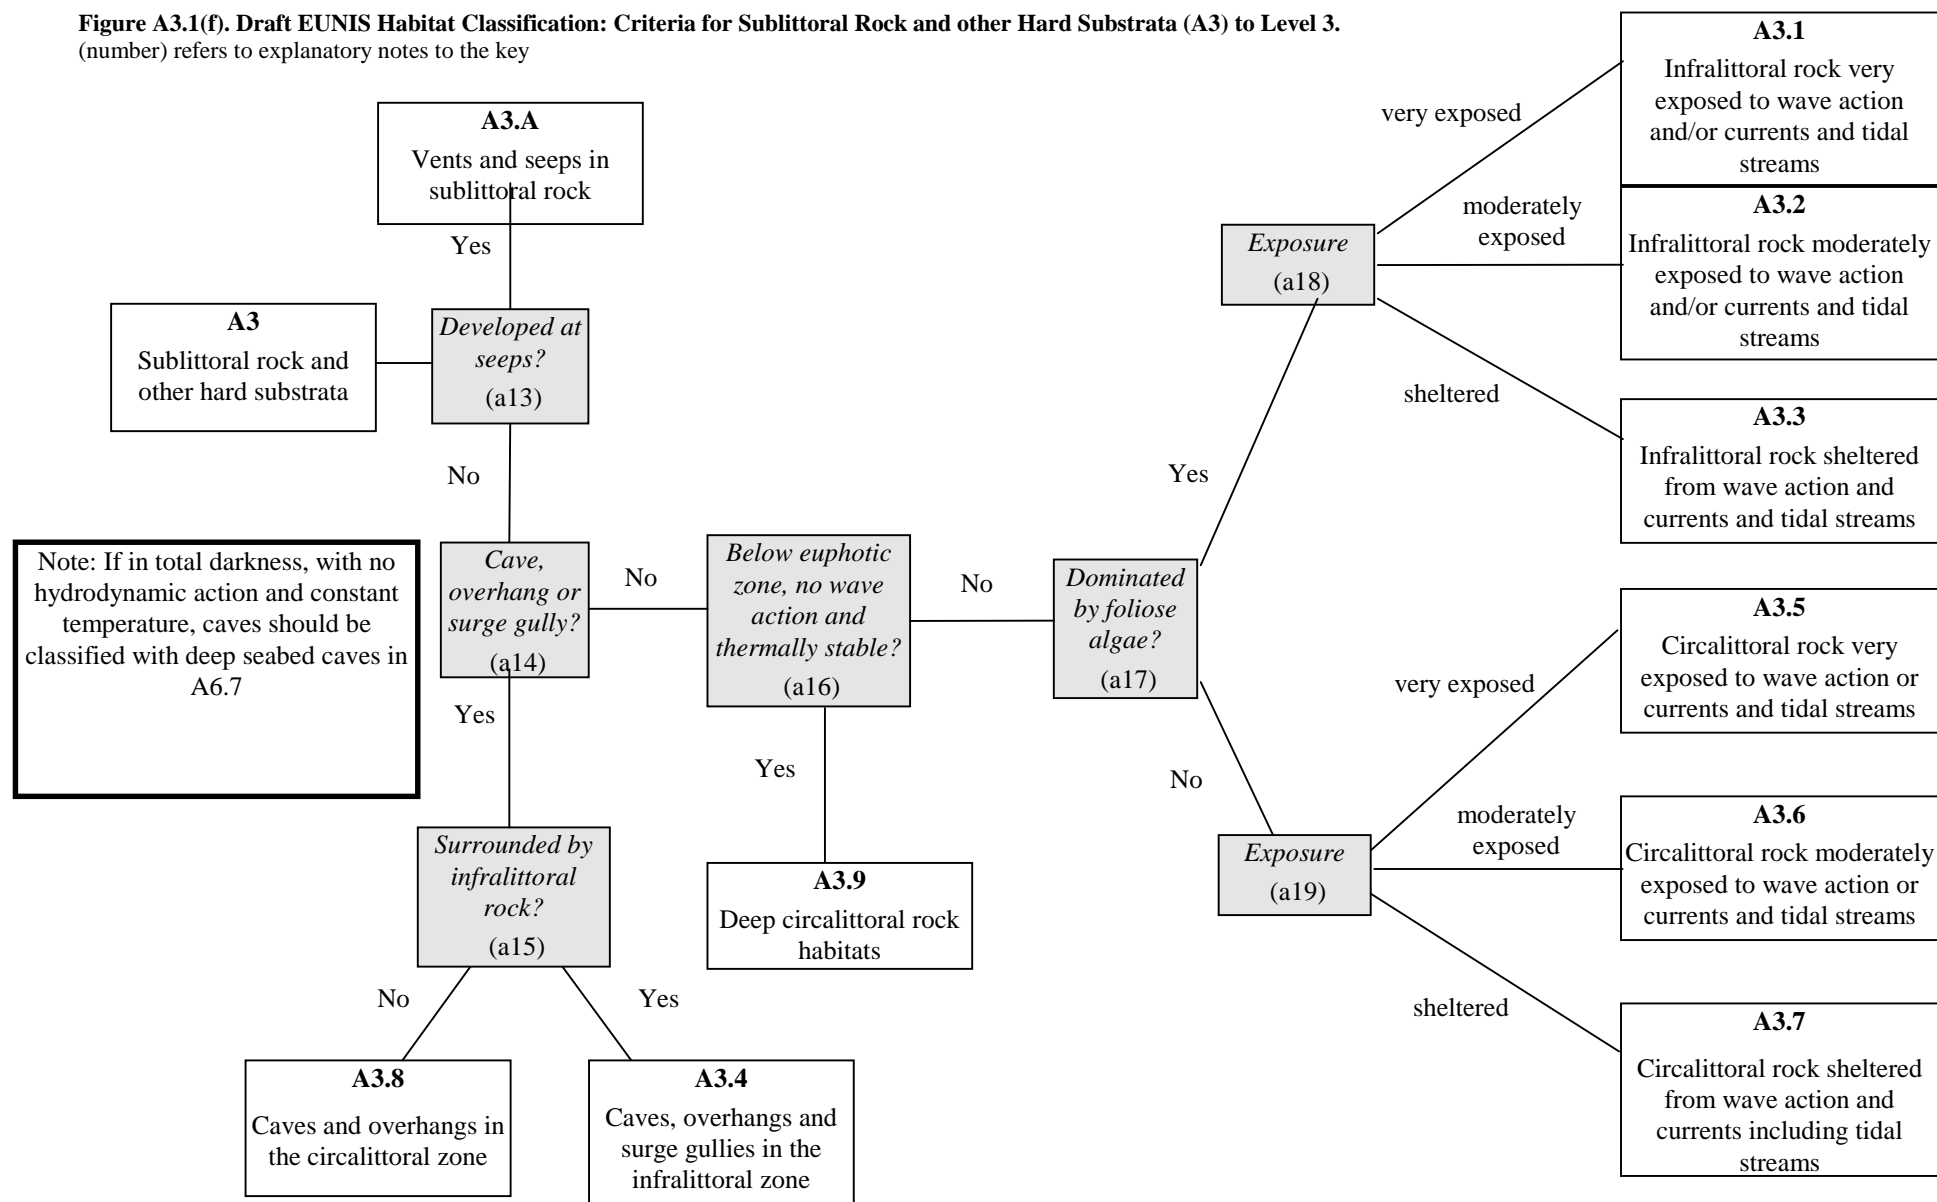 Figure A3.1(f). Draft EUNIS Habitat Classification: Criteria for Sublittoral Rock and other Hard Substrata (A3) to Level 3.
(number) refers to explanatory notes to the key
A3.A
Vents and seeps in
sublittoral rock
Yes
A3
Sublittoral rock and
other hard substrata
Developed at
seeps?
(a13)
No
Note: If in total darkness, with no
hydrodynamic action and constant
temperature, caves should be
classified with deep seabed caves in
A6.7
Cave,
overhang or
surge gully?
(a14)
Yes
No
Surrounded by
infralittoral
rock?
(a15)
No
Yes
A3.8
Caves and overhangs in
the circalittoral zone
A3.4
Caves, overhangs and
surge gullies in the
infralittoral zone
Below euphotic
zone, no wave
action and
thermally stable?
(a16)
Yes
A3.9
Deep circalittoral rock
habitats
No
Dominated
by foliose
algae?
(a17)
Yes
Exposure
(a18)
very exposed
A3.1
Infralittoral rock very
exposed to wave action
and/or currents and tidal
streams
moderately
exposed
A3.2
Infralittoral rock moderately
exposed to wave action
and/or currents and tidal
streams
sheltered
A3.3
Infralittoral rock sheltered
from wave action and
currents and tidal streams
No
Exposure
(a19)
very exposed
A3.5
Circalittoral rock very
exposed to wave action or
currents and tidal streams
moderately
exposed
A3.6
Circalittoral rock moderately
exposed to wave action or
currents and tidal streams
sheltered
A3.7
Circalittoral rock sheltered
from wave action and
currents including tidal
streams